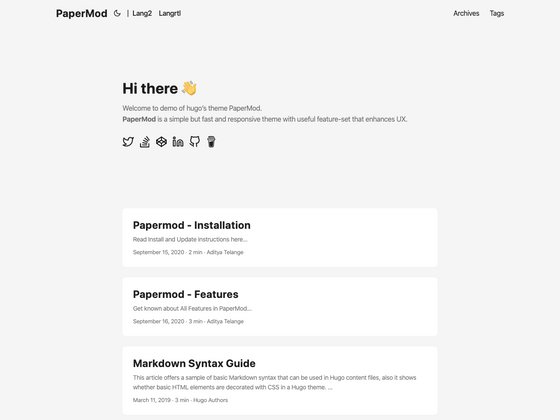 PaperMod | Lang2 Langrtl Archives Tags
Hi there 👋
Welcome to demo of hugo's theme PaperMod.
PaperMod is a simple but fast and responsive theme with useful feature-set that enhances UX.
Papermod - Installation
Read Install and Update Instructions here...
September 15, 2020 · 2 min · Aditya Telange
Papermod - Features
Get known about All Features in PaperMod...
September 16, 2020 · 3 min · Aditya Telange
Markdown Syntax Guide
This article offers a sample of basic Markdown syntax that can be used in Hugo content files, also it shows
whether basic HTML elements are decorated with CSS in a Hugo theme. ...
March 11, 2019 · 3 min · Hugo Authors